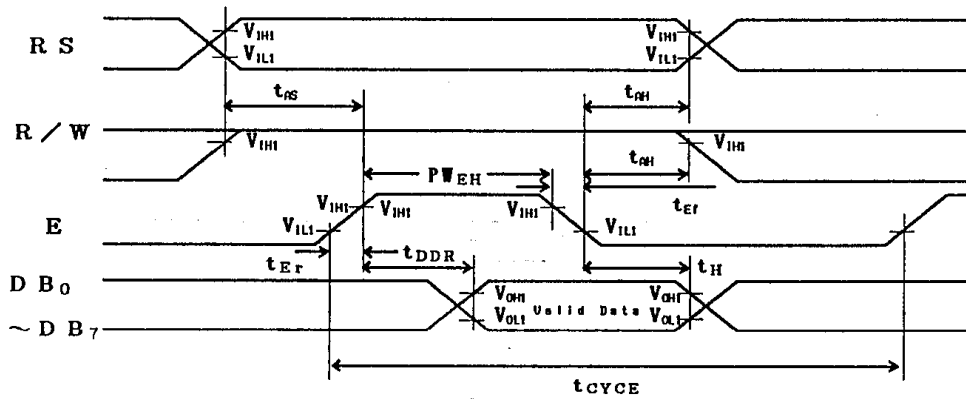 R S
V_IH1
V_IL1
V_IH1
V_IL1
t_AS
t_AH
R / W
V_IH1
V_IH1
t_AH
PW_EH
t_Ef
E
V_IL1
V_IH1
V_IH1
V_IH1
V_IL1
t_Er
t_DDR
t_H
D B_0
V_OH1
V_OL1
Valid Data
V_OH1
V_OL1
~D B_7
t_CYCE